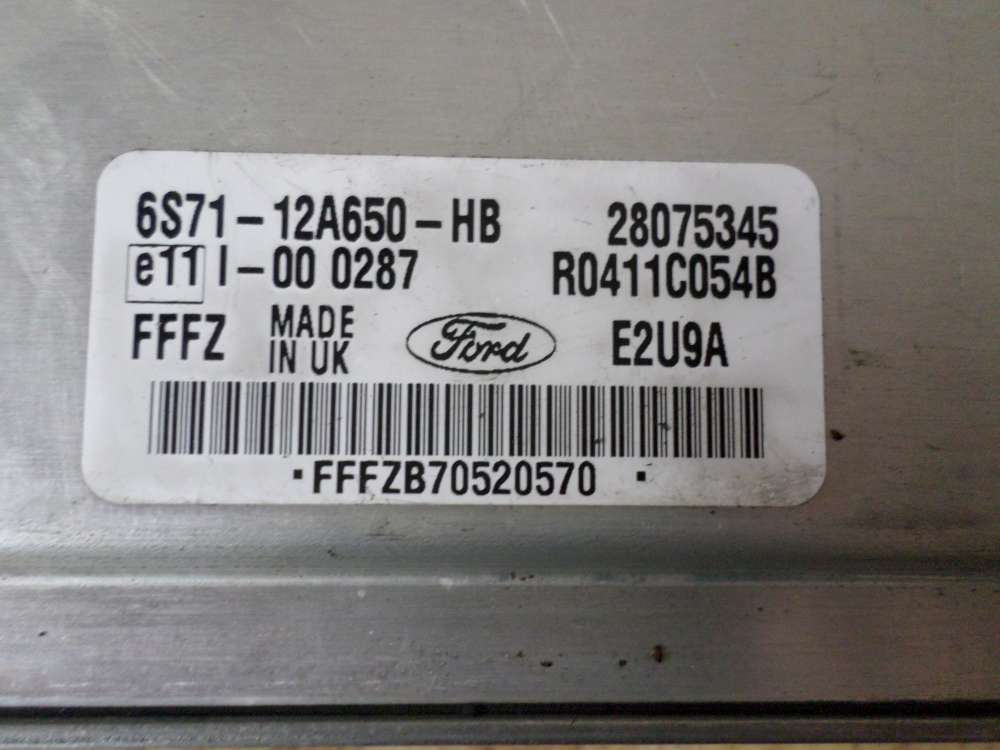 6S71-12A650-HB 28075345
e11 I-00 0287 R0411C054B
FFFZ MADE IN UK Ford E2U9A
·FFFZB70520570 ·